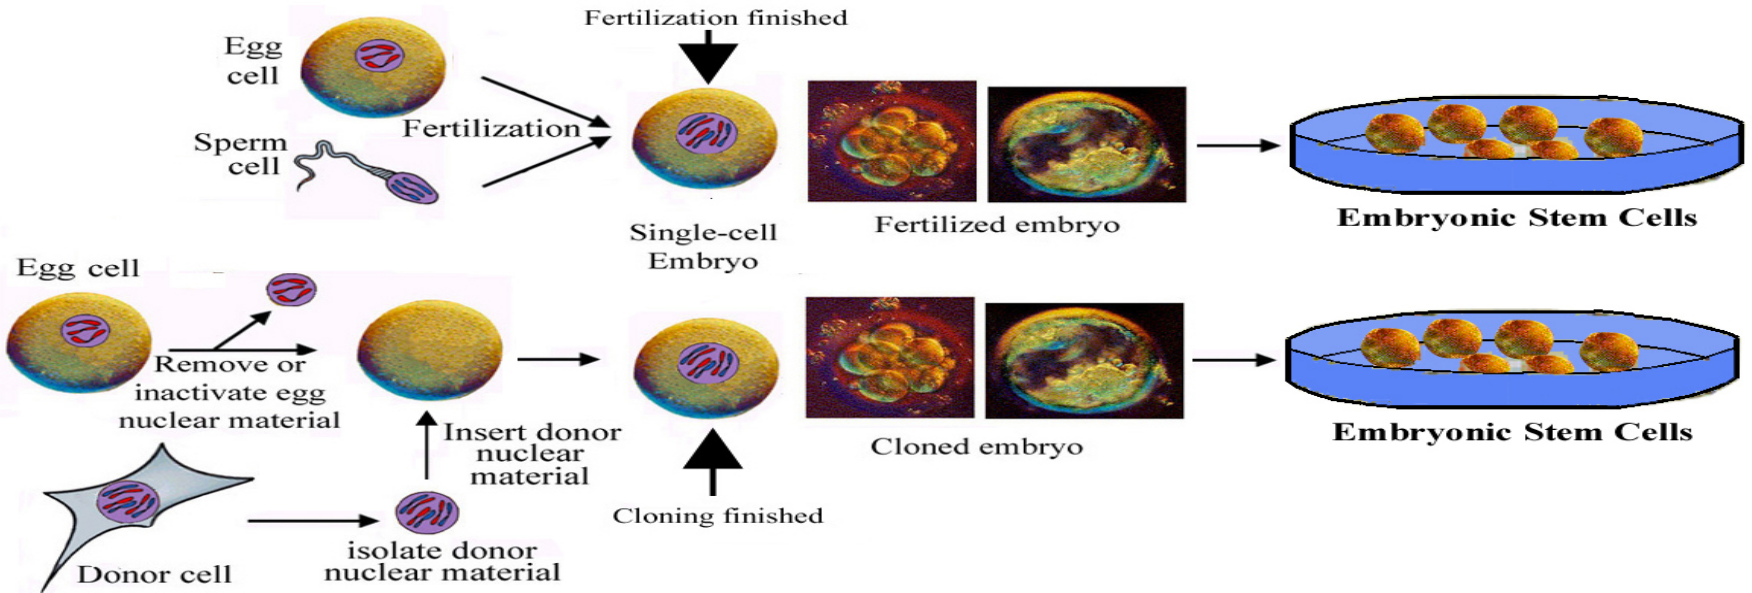 Fertilization finished
Egg
cell
Fertilization
Sperm
cell
Single-cell
Embryo
Fertilized embryo
Embryonic Stem Cells
Egg cell
Remove or
inactivate egg
nuclear material
Insert donor
nuclear
material
Cloned embryo
Embryonic Stem Cells
Cloning finished
isolate donor
nuclear material
Donor cell